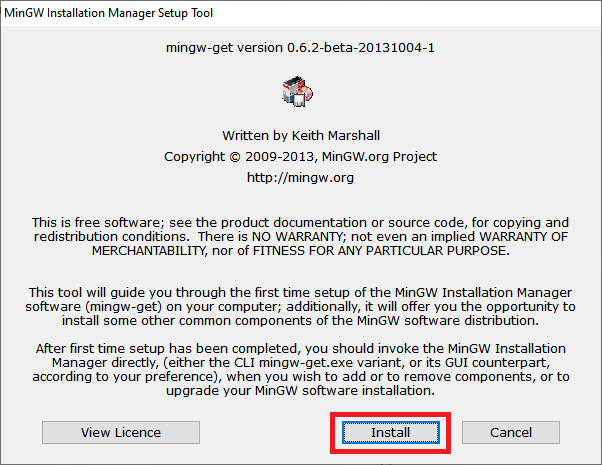 MinGW Installation Manager Setup Tool
mingw-get version 0.6.2-beta-20131004-1
Written by Keith Marshall
Copyright © 2009-2013, MinGW.org Project
http://mingw.org
This is free software; see the product documentation or source code, for copying and
redistribution conditions.  There is NO WARRANTY; not even an implied WARRANTY OF
MERCHANTABILITY, nor of FITNESS FOR ANY PARTICULAR PURPOSE.
This tool will guide you through the first time setup of the MinGW Installation Manager
software (mingw-get) on your computer; additionally, it will offer you the opportunity to
install some other common components of the MinGW software distribution.
After first time setup has been completed, you should invoke the MinGW Installation
Manager directly, (either the CLI mingw-get.exe variant, or its GUI counterpart,
according to your preference), when you wish to add or to remove components, or to
upgrade your MinGW software installation.
View Licence
Install
Cancel